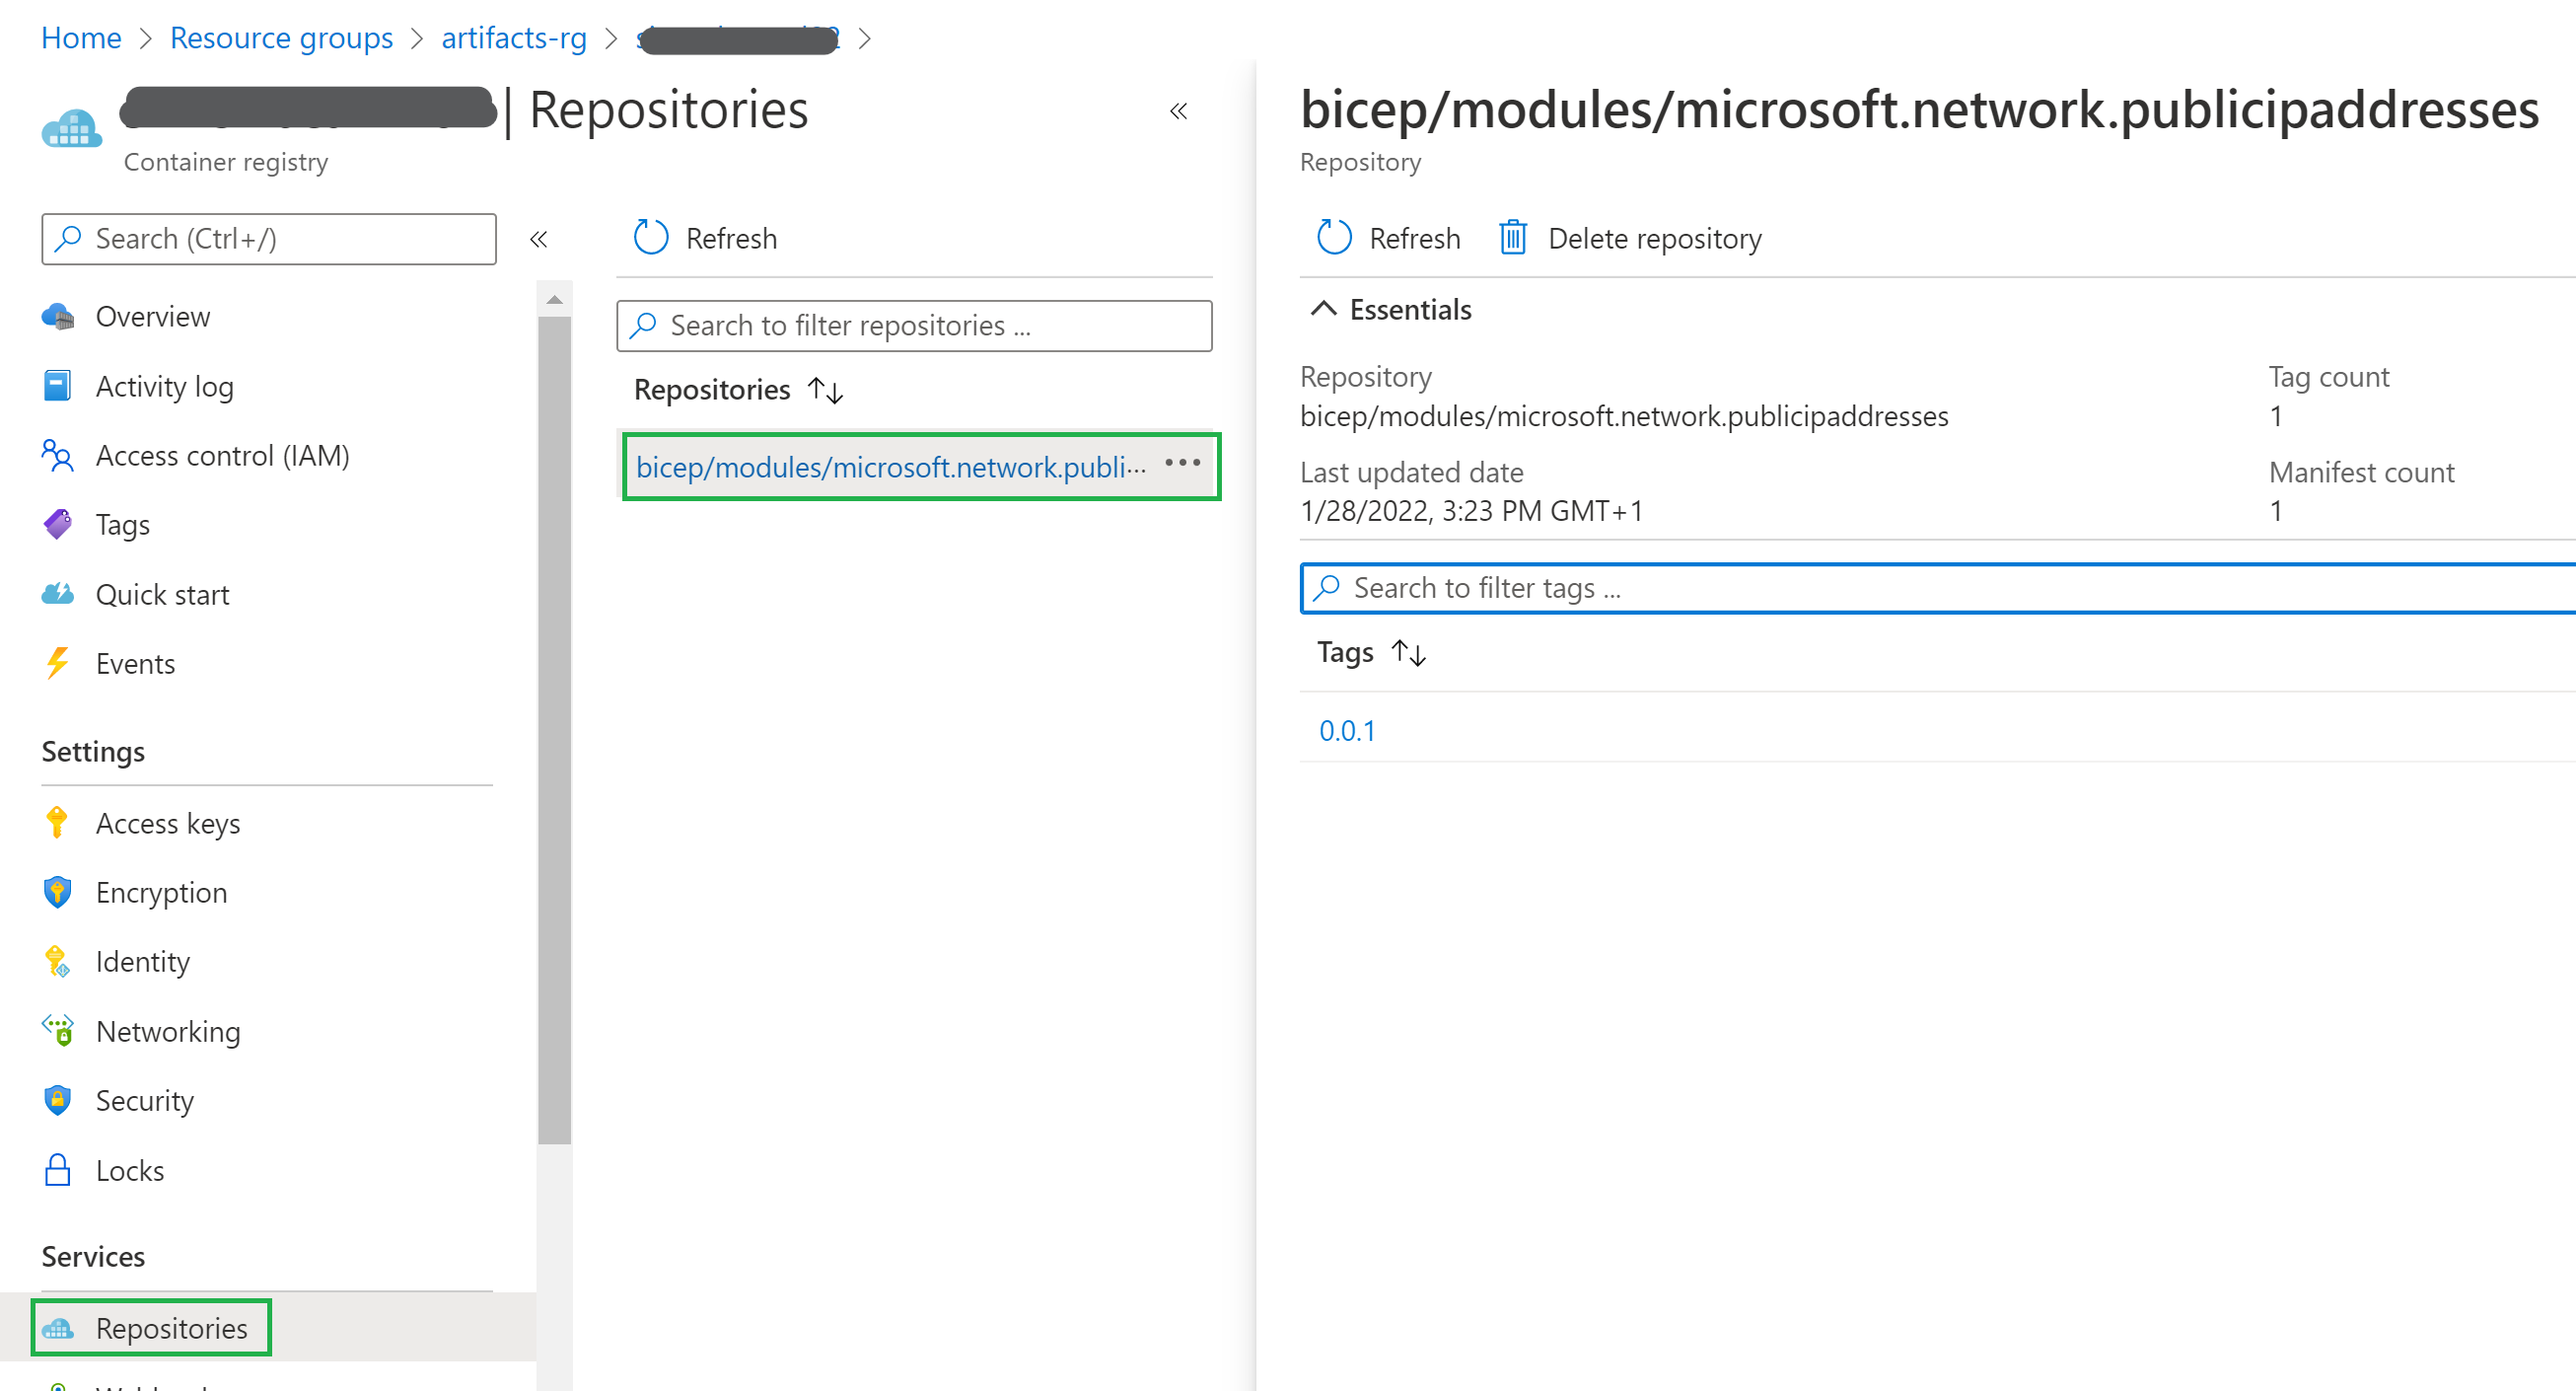 Home > Resource groups > artifacts-rg > >
| Repositories
Container registry
Search (Ctrl+/)
Overview
Activity log
Access control (IAM)
Tags
Quick start
Events
Settings
Access keys
Encryption
Identity
Networking
Security
Locks
Services
Repositories
Refresh
Search to filter repositories ...
Repositories
bicep/modules/microsoft.network.publi...
bicep/modules/microsoft.network.publicipaddresses
Repository
Refresh
Delete repository
Essentials
Repository
bicep/modules/microsoft.network.publicipaddresses
Last updated date
1/28/2022, 3:23 PM GMT+1
Tag count
1
Manifest count
1
Search to filter tags ...
Tags
0.0.1